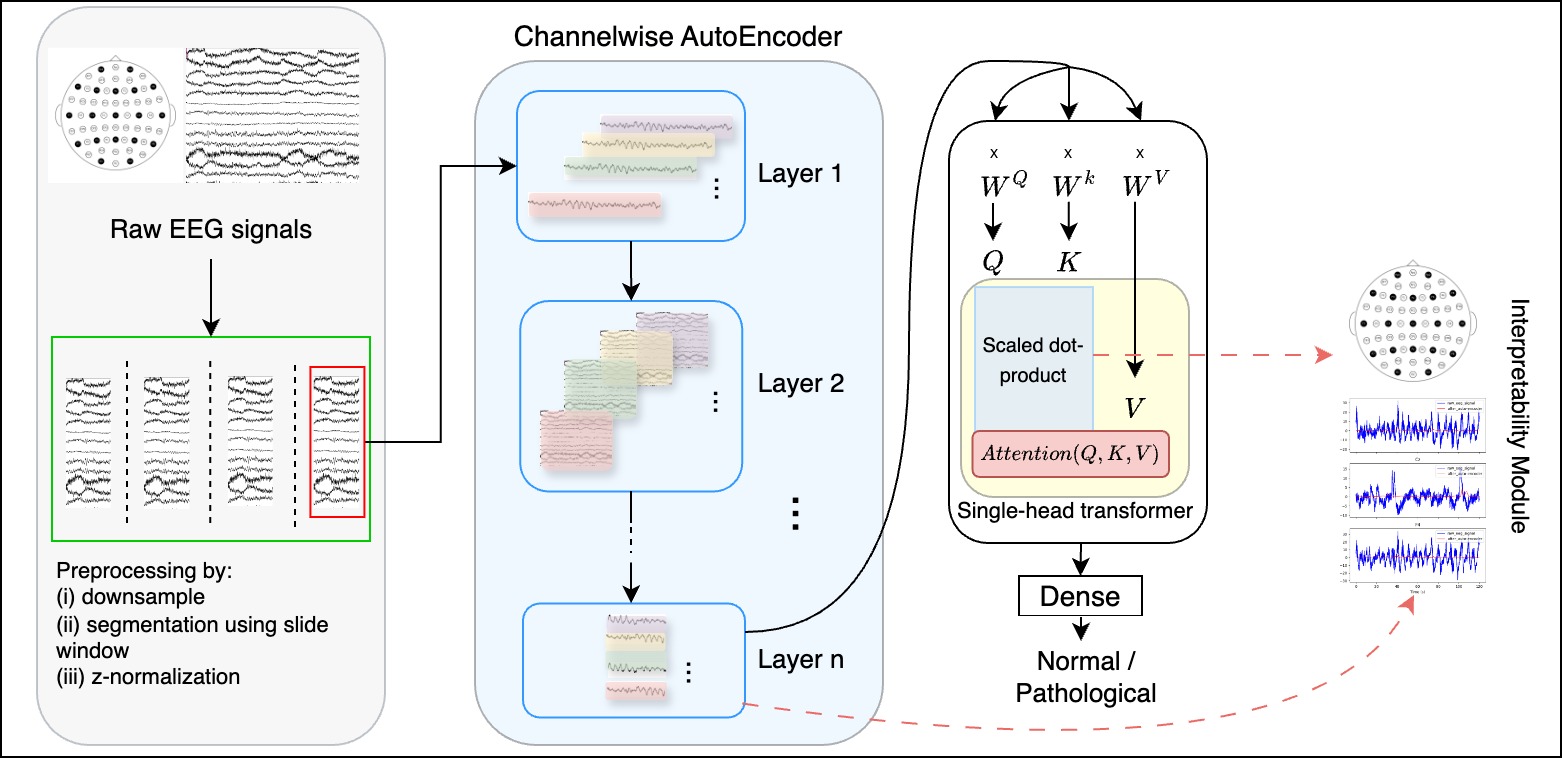 Raw EEG signals
Preprocessing by:
(i) downsample
(ii) segmentation using slide
window
(iii) z-normalization
Channelwise AutoEncoder
Layer 1
Layer 2
Layer n
x x x
W^Q W^k W^V
Q K
Scaled dot-
product
V
Attention(Q, K, V)
Single-head transformer
Dense
Normal /
Pathological
Interpretability Module